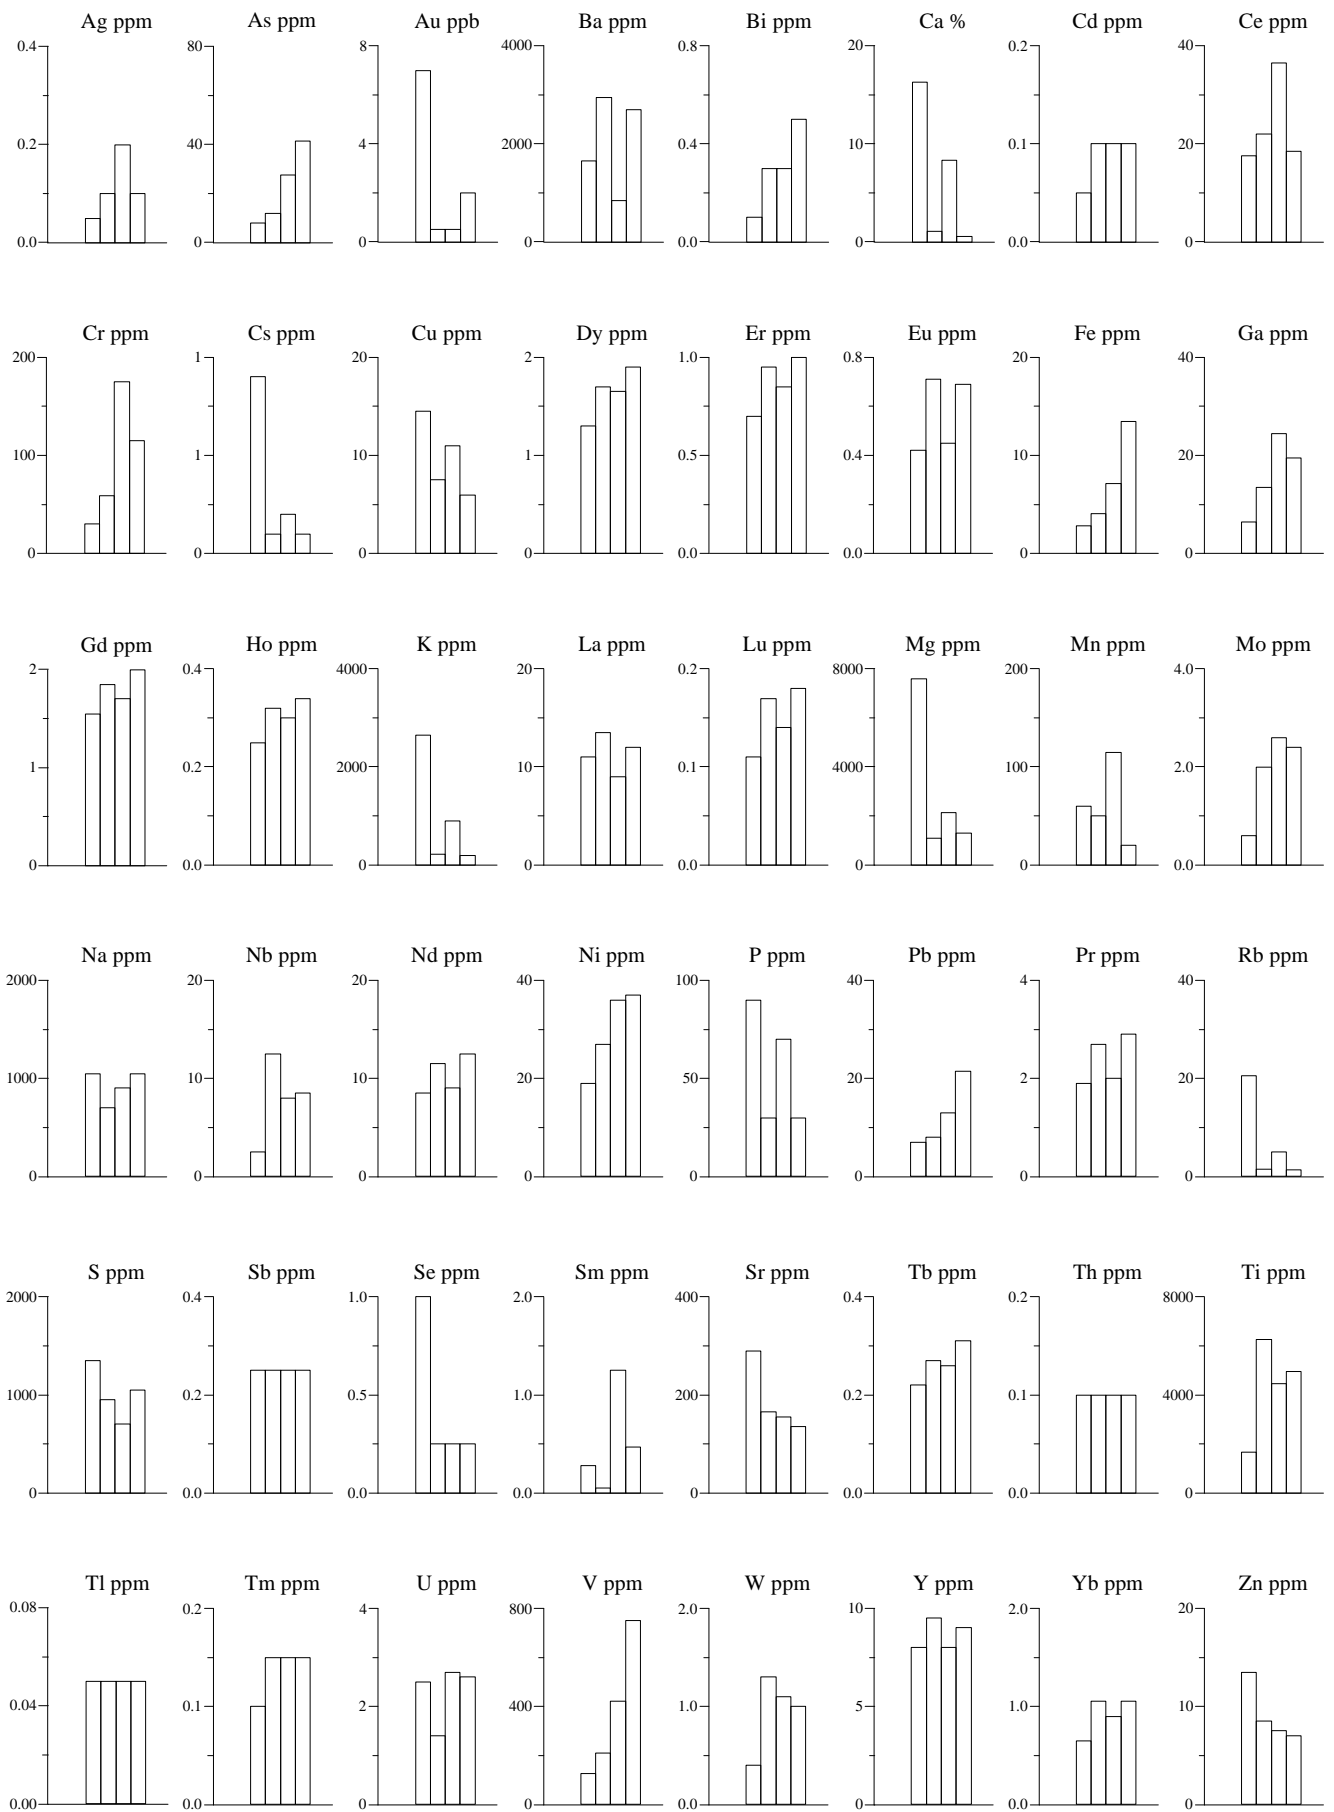 Ag ppm As ppm Au ppb Ba ppm Bi ppm Ca % Cd ppm Ce ppm
0.4 80 8 4000 0.8 20 0.2 40
0.2 40 4 2000 0.4 10 0.1 20
0.0 0 0 0 0.0 0 0.0 0
Cr ppm Cs ppm Cu ppm Dy ppm Er ppm Eu ppm Fe ppm Ga ppm
200 1 20 2 1.0 0.8 20 40
100 1 10 1 0.5 0.4 10 20
0 0 0 0 0.0 0.0 0 0
Gd ppm Ho ppm K ppm La ppm Lu ppm Mg ppm Mn ppm Mo ppm
2 0.4 4000 20 0.2 8000 200 4.0
1 0.2 2000 10 0.1 4000 100 2.0
0 0.0 0 0 0.0 0 0 0.0
Na ppm Nb ppm Nd ppm Ni ppm P ppm Pb ppm Pr ppm Rb ppm
2000 20 20 40 100 40 4 40
1000 10 10 20 50 20 2 20
0 0 0 0 0 0 0 0
S ppm Sb ppm Se ppm Sm ppm Sr ppm Tb ppm Th ppm Ti ppm
2000 0.4 1.0 2.0 400 0.4 0.2 8000
1000 0.2 0.5 1.0 200 0.2 0.1 4000
0 0.0 0.0 0.0 0 0.0 0.0 0
Tl ppm Tm ppm U ppm V ppm W ppm Y ppm Yb ppm Zn ppm
0.08 0.2 4 800 2.0 10 2.0 20
0.04 0.1 2 400 1.0 5 1.0 10
0.00 0.0 0 0 0.0 0 0.0 0